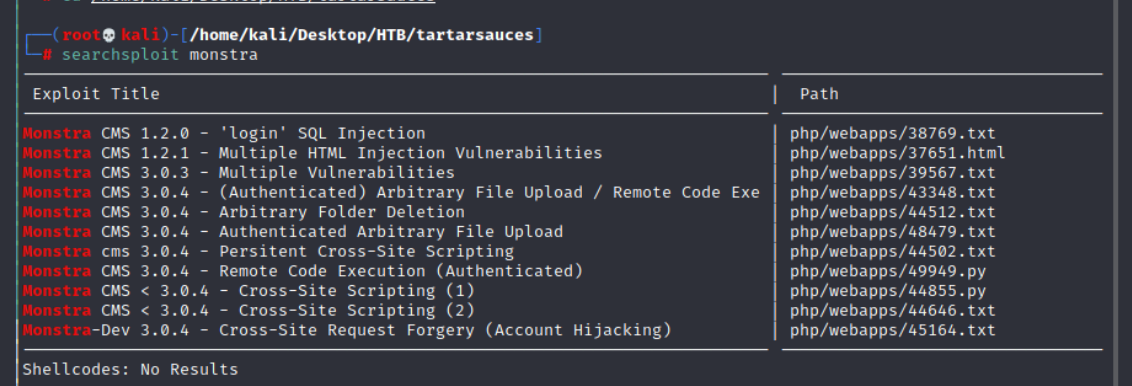 ┌──(root💀kali)-[/home/kali/Desktop/HTB/tartarsauces]
└─# searchsploit monstra
Exploit Title | Path
Monstra CMS 1.2.0 - 'login' SQL Injection | php/webapps/38769.txt
Monstra CMS 1.2.1 - Multiple HTML Injection Vulnerabilities | php/webapps/37651.html
Monstra CMS 3.0.3 - Multiple Vulnerabilities | php/webapps/39567.txt
Monstra CMS 3.0.4 - (Authenticated) Arbitrary File Upload / Remote Code Exe | php/webapps/43348.txt
Monstra CMS 3.0.4 - Arbitrary Folder Deletion | php/webapps/44512.txt
Monstra CMS 3.0.4 - Authenticated Arbitrary File Upload | php/webapps/48479.txt
Monstra cms 3.0.4 - Persitent Cross-Site Scripting | php/webapps/44502.txt
Monstra CMS 3.0.4 - Remote Code Execution (Authenticated) | php/webapps/49949.py
Monstra CMS < 3.0.4 - Cross-Site Scripting (1) | php/webapps/44855.py
Monstra CMS < 3.0.4 - Cross-Site Scripting (2) | php/webapps/44646.txt
Monstra-Dev 3.0.4 - Cross-Site Request Forgery (Account Hijacking) | php/webapps/45164.txt
Shellcodes: No Results